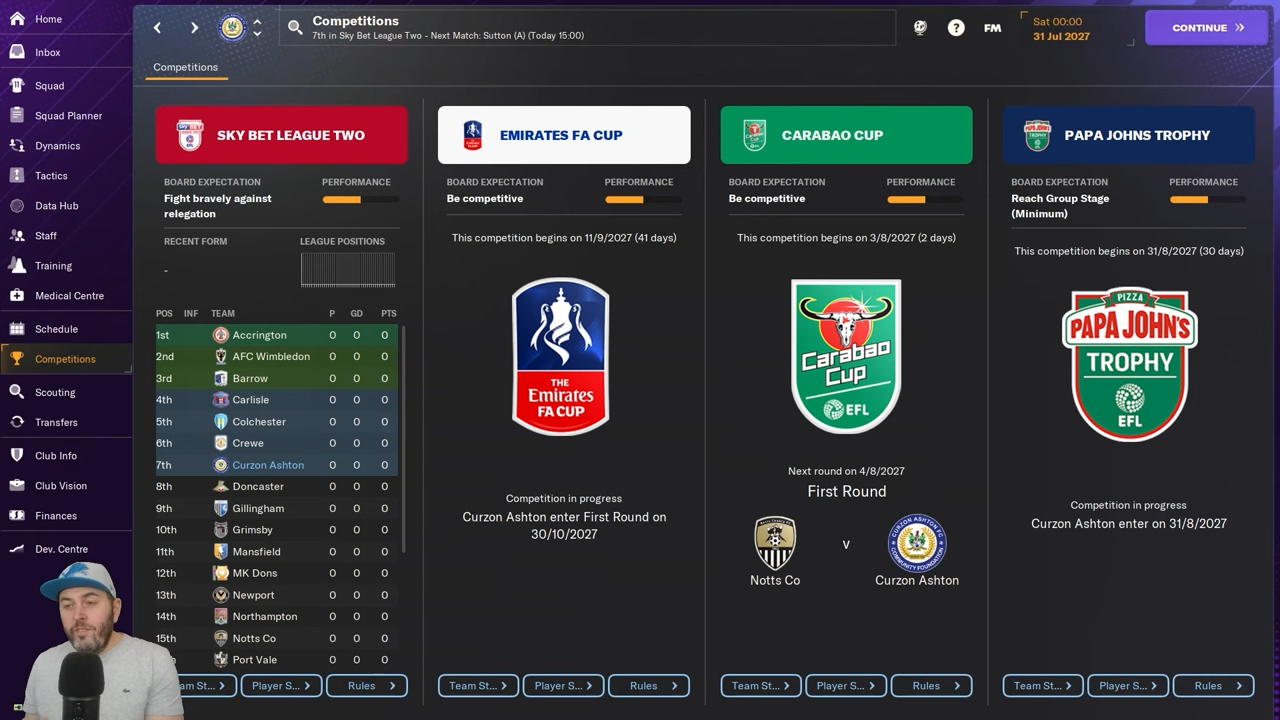 Home
Inbox
Squad
Squad Planner
Dynamics
Tactics
Data Hub
Staff
Training
Medical Centre
Schedule
Competitions
Scouting
Transfers
Club Info
Club Vision
Finances
Dev. Centre
Competitions
7th in Sky Bet League Two - Next Match: Sutton (A) (Today 15:00)
FM
Sat 00:00
31 Jul 2027
CONTINUE
Competitions
SKY BET LEAGUE TWO
BOARD EXPECTATION PERFORMANCE
Fight bravely against
relegation
RECENT FORM LEAGUE POSITIONS
-
POS INF TEAM P GD PTS
1st Accrington 0 0 0
2nd AFC Wimbledon 0 0 0
3rd Barrow 0 0 0
4th Carlisle 0 0 0
5th Colchester 0 0 0
6th Crewe 0 0 0
7th Curzon Ashton 0 0 0
8th Doncaster 0 0 0
9th Gillingham 0 0 0
10th Grimsby 0 0 0
11th Mansfield 0 0 0
12th MK Dons 0 0 0
13th Newport 0 0 0
14th Northampton 0 0 0
15th Notts Co 0 0 0
Port Vale 0 0 0
am St... Player S... Rules
EMIRATES FA CUP
BOARD EXPECTATION PERFORMANCE
Be competitive
This competition begins on 11/9/2027 (41 days)
THE
Emirates
FA CUP
Competition in progress
Curzon Ashton enter First Round on
30/10/2027
Team St... Player S... Rules
CARABAO CUP
BOARD EXPECTATION PERFORMANCE
Be competitive
This competition begins on 3/8/2027 (2 days)
Carabao
Cup
EFL
Next round on 4/8/2027
First Round
v
Notts Co Curzon Ashton
CURZON ASHTON FC
COMMUNITY FOUNDATION
Team St... Player S... Rules
PAPA JOHNS TROPHY
BOARD EXPECTATION PERFORMANCE
Reach Group Stage
(Minimum)
This competition begins on 31/8/2027 (30 days)
PIZZA
PAPA JOHN'S
TROPHY
EFL
Competition in progress
Curzon Ashton enter on 31/8/2027
Team St... Player S... Rules